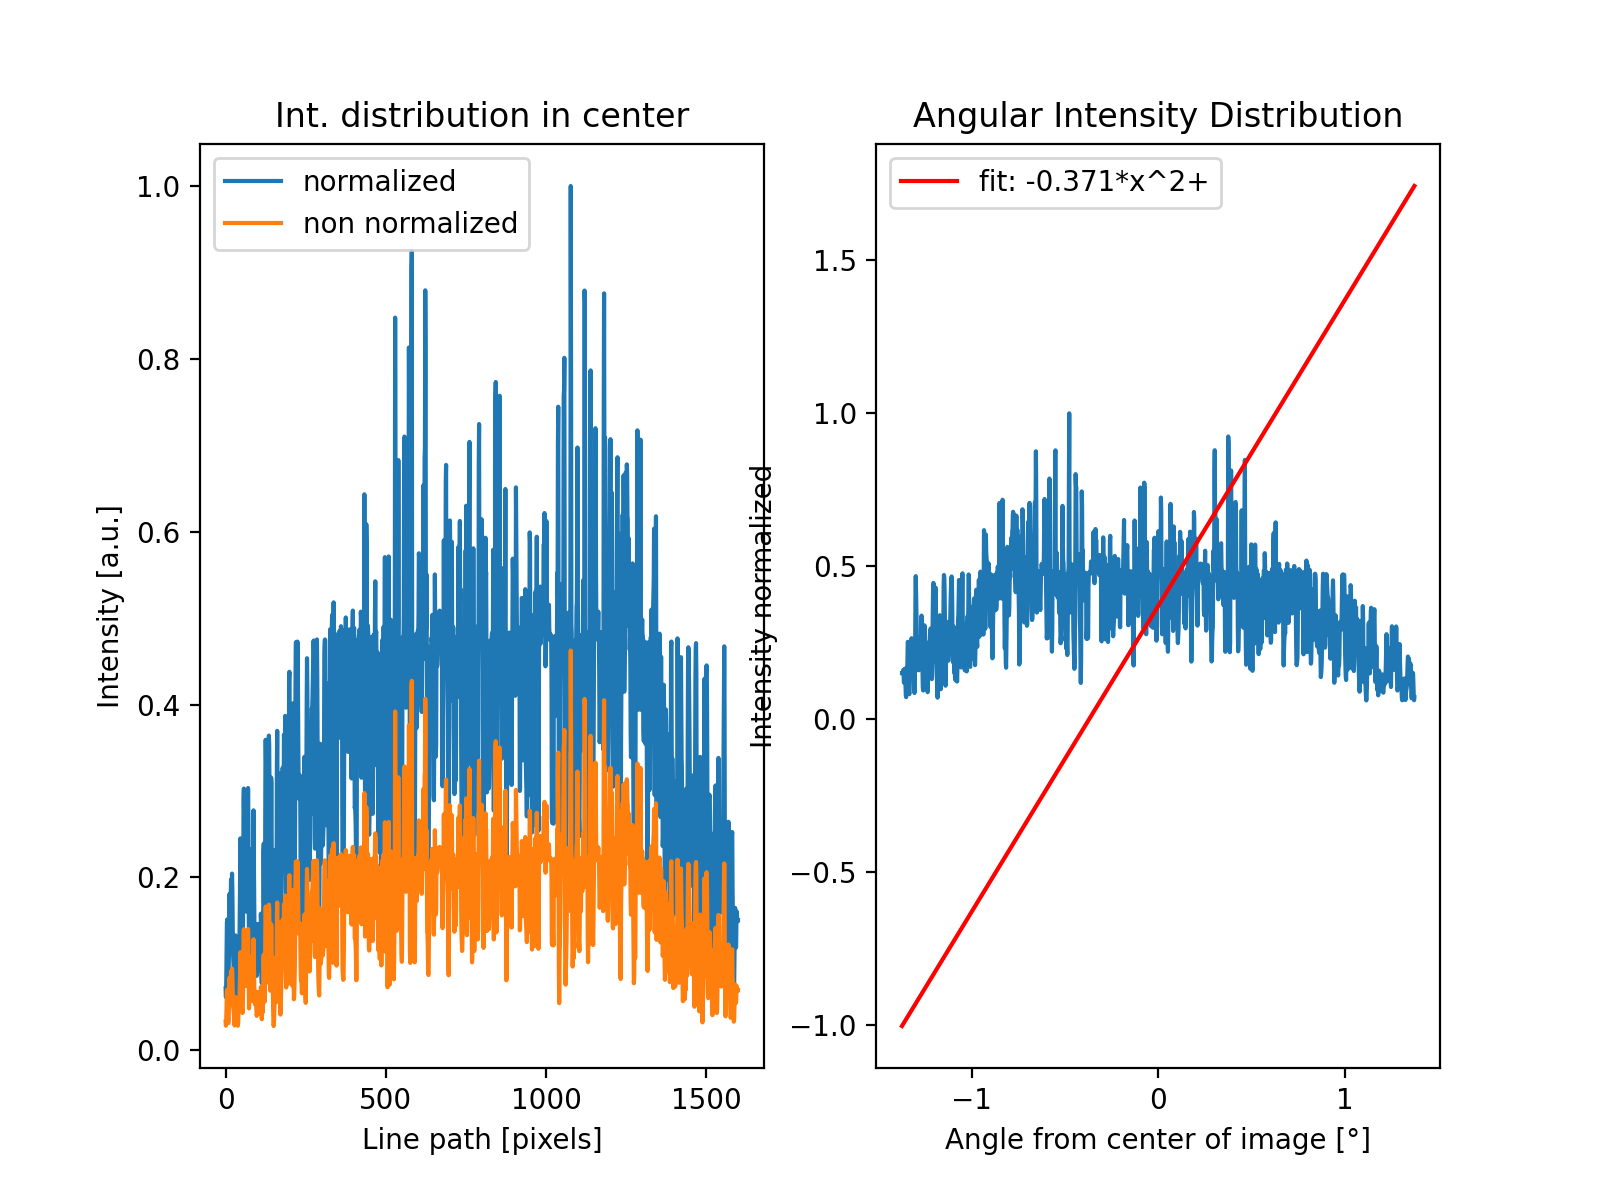 Int. distribution in center
normalized
non normalized
1.0
0.8
0.6
0.4
0.2
0.0
Intensity [a.u.]
0 500 1000 1500
Line path [pixels]
Angular Intensity Distribution
fit: -0.371*x^2+
1.5
1.0
0.5
0.0
−0.5
−1.0
Intensity normalized
−1 0 1
Angle from center of image [°]